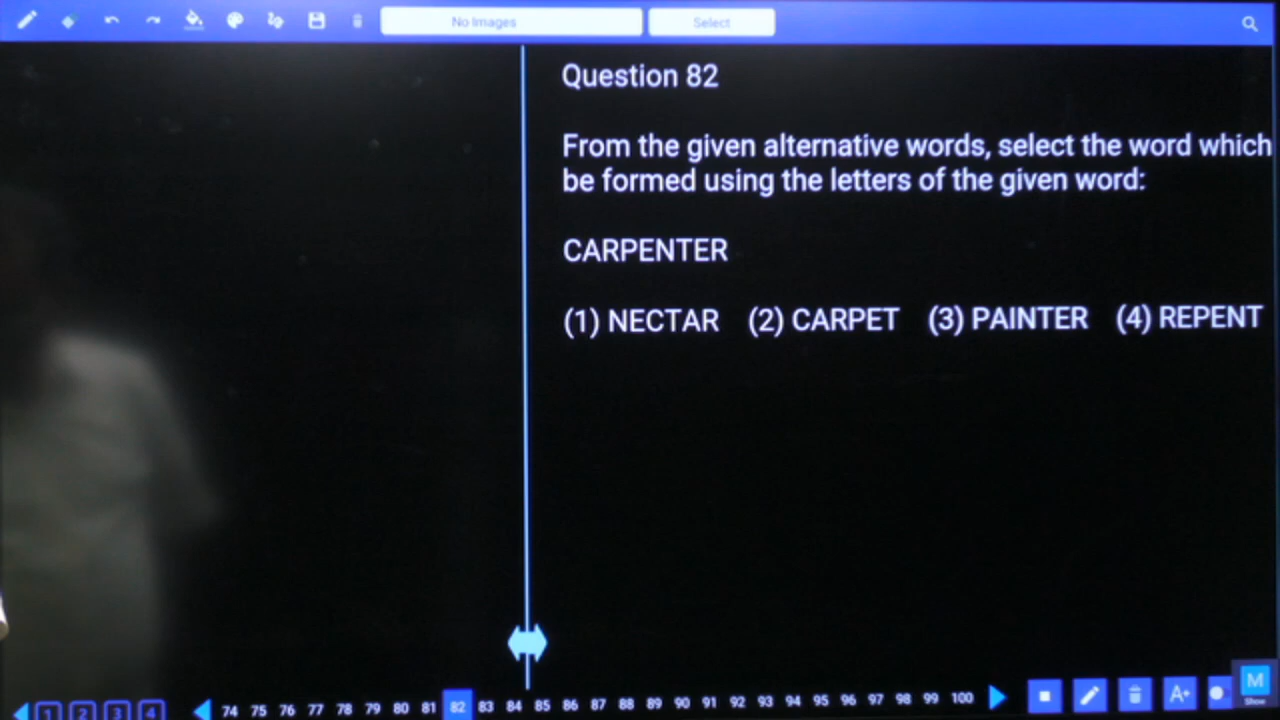 No Images
Select
Question 82
From the given alternative words, select the word which
be formed using the letters of the given word:
CARPENTER
(1) NECTAR (2) CARPET (3) PAINTER (4) REPENT
1 2 3 4 74 75 76 77 78 79 80 81 82 83 84 85 86 87 88 89 90 91 92 93 94 95 96 97 98 99 100 A+ M
Show